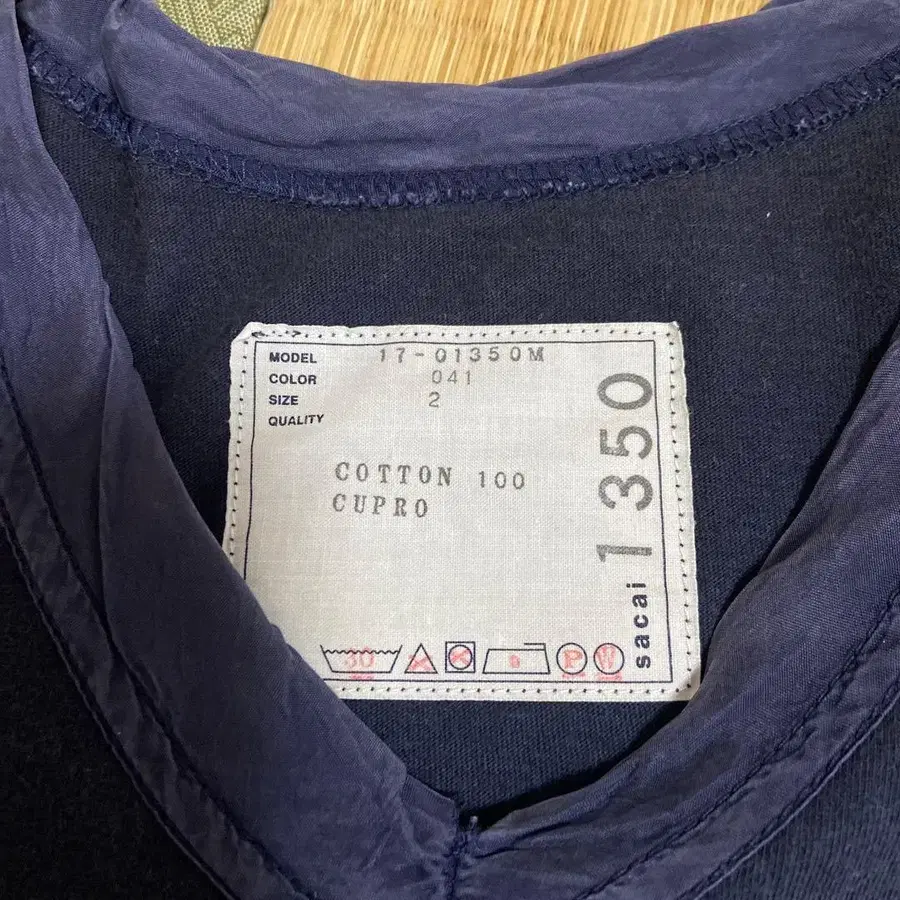 MODEL 17-01350M
COLOR 041
SIZE 2
QUALITY
COTTON 100
CUPRO
30
P W
sacai 1350